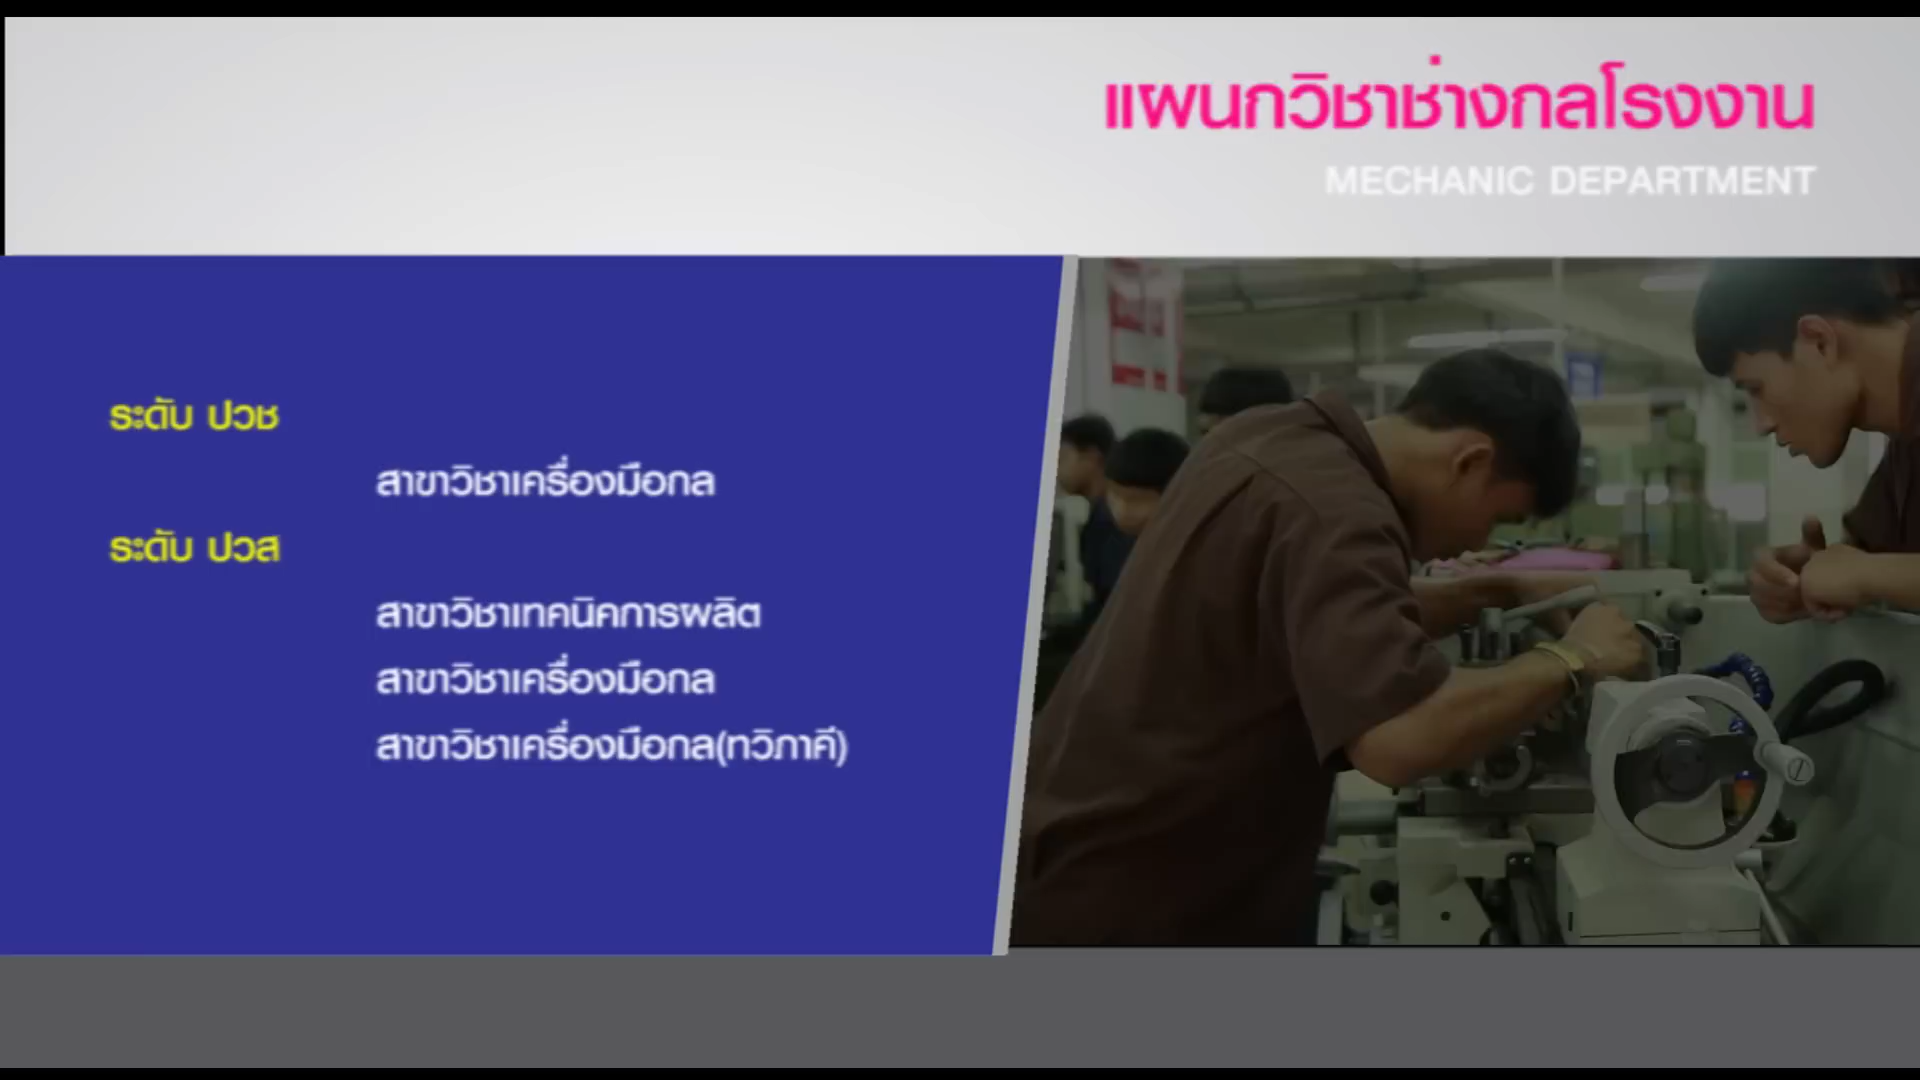 แผนกวิชาช่างกลโรงงาน
MECHANIC DEPARTMENT
ระดับ ปวช
สาขาวิชาเครื่องมือกล
ระดับ ปวส
สาขาวิชาเทคนิคการผลิต
สาขาวิชาเครื่องมือกล
สาขาวิชาเครื่องมือกล(ทวิภาคี)